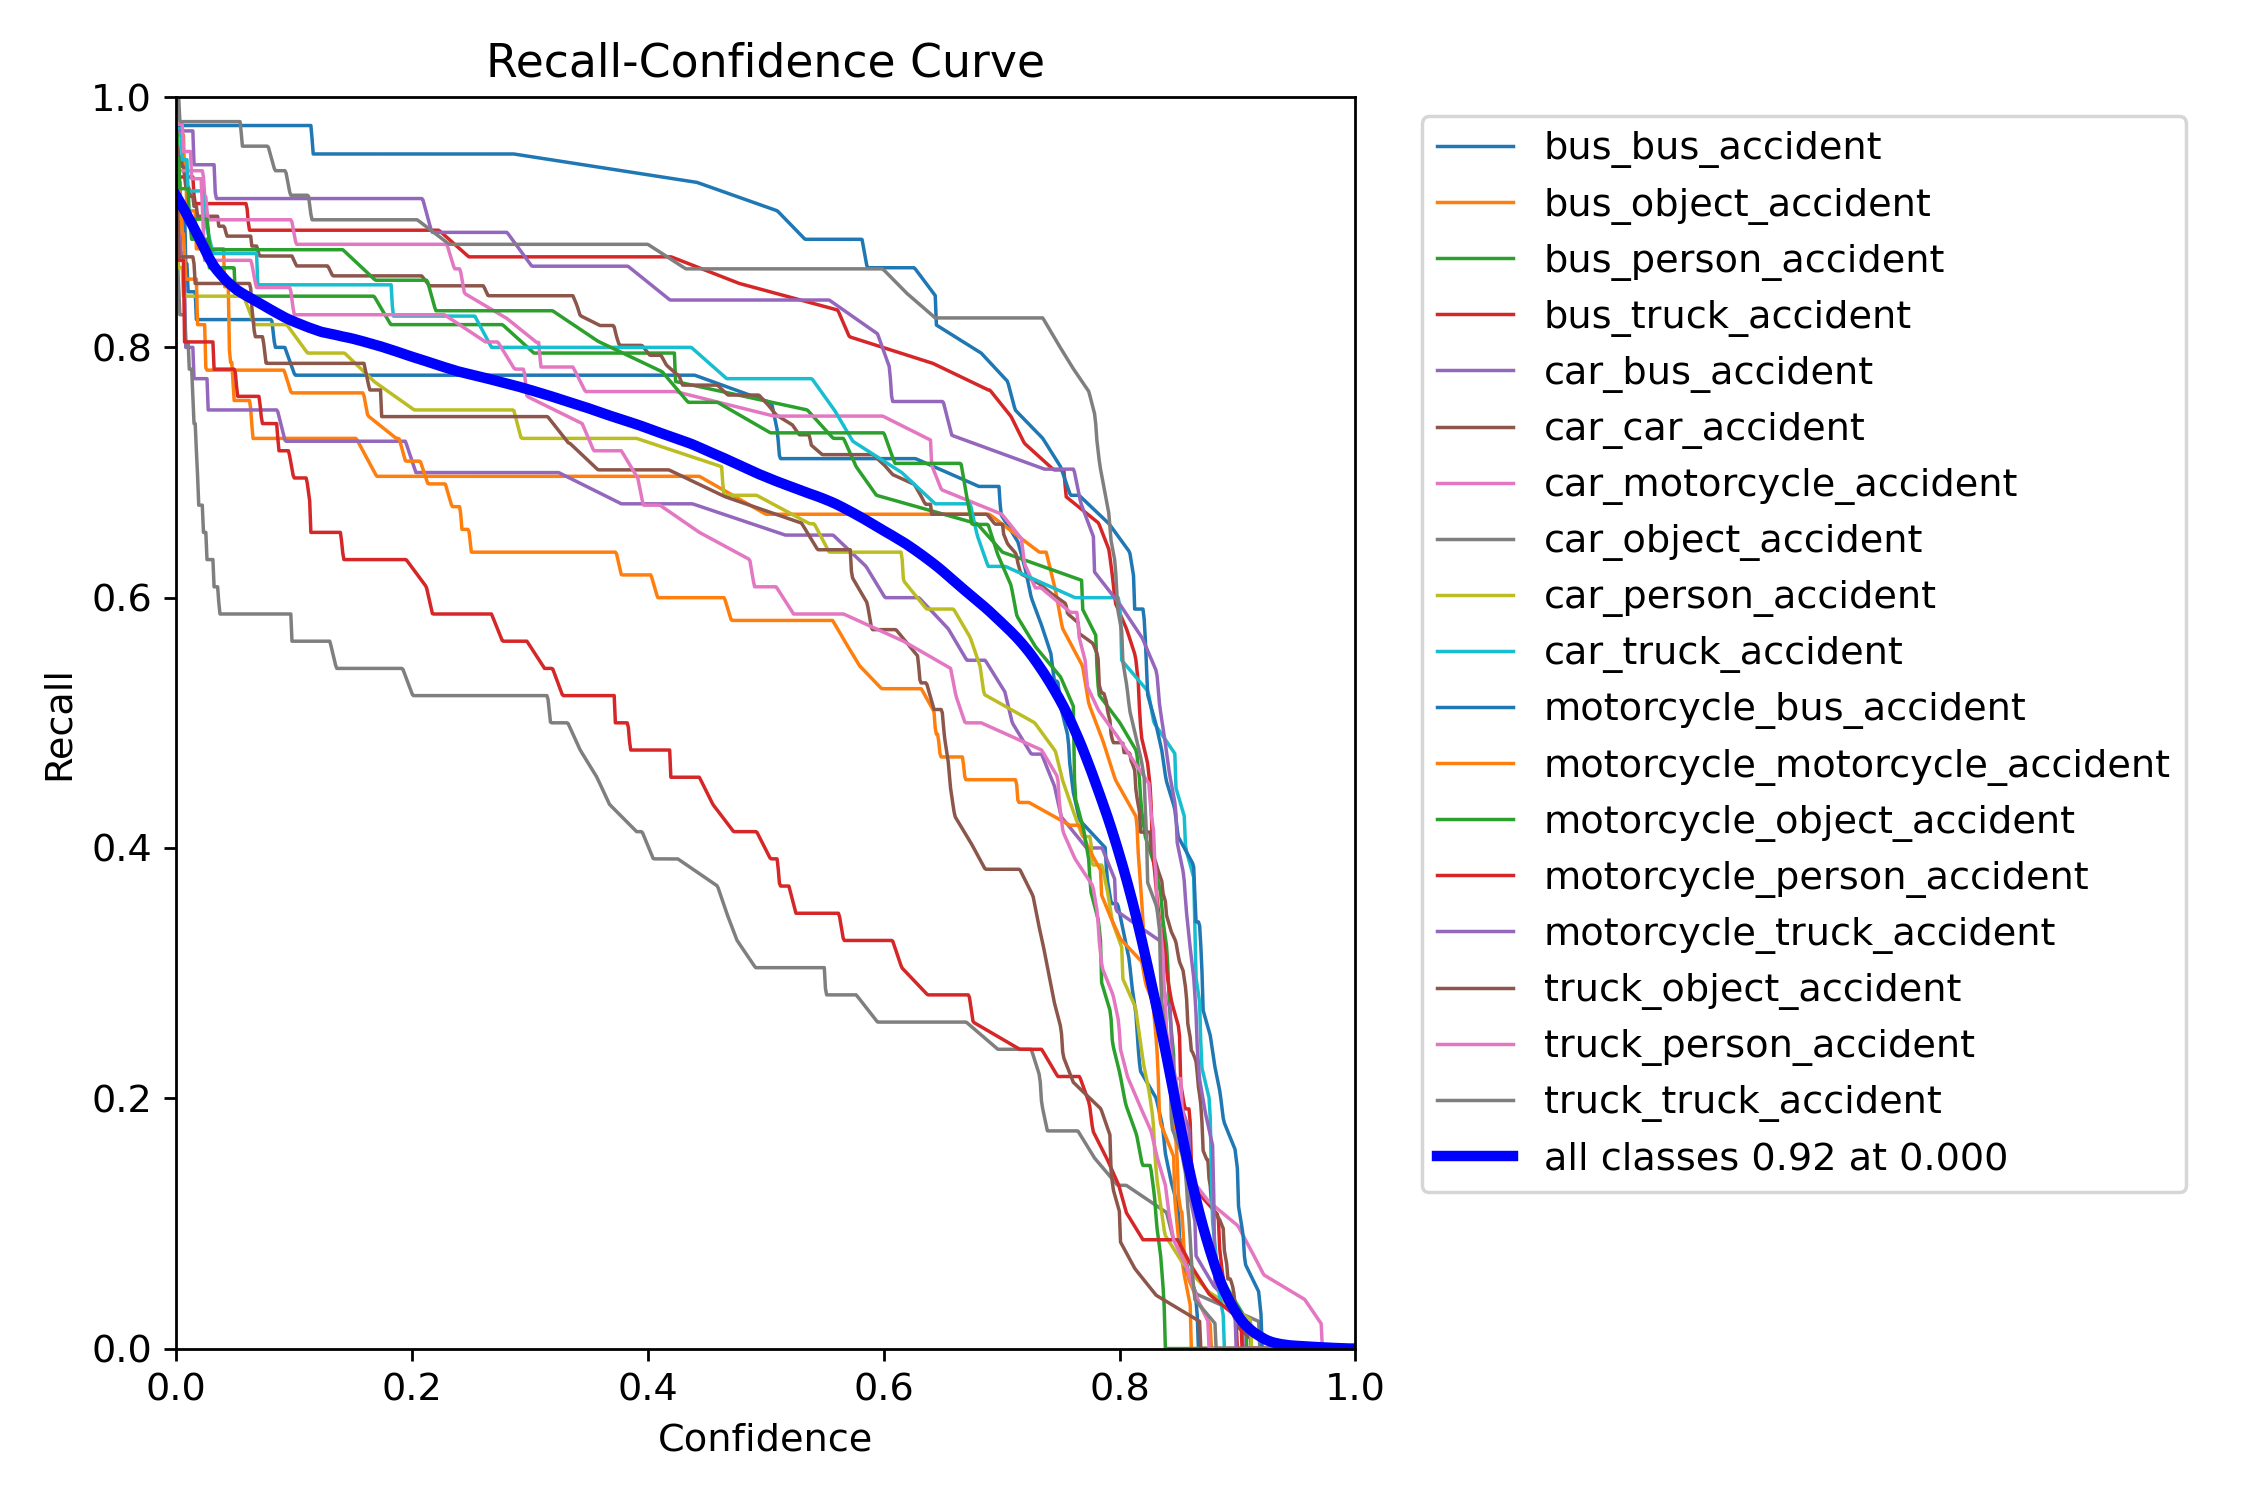 Recall-Confidence Curve
1.0
0.8
0.6
0.4
0.2
0.0
Recall
0.0 0.2 0.4 0.6 0.8 1.0
Confidence
bus_bus_accident
bus_object_accident
bus_person_accident
bus_truck_accident
car_bus_accident
car_car_accident
car_motorcycle_accident
car_object_accident
car_person_accident
car_truck_accident
motorcycle_bus_accident
motorcycle_motorcycle_accident
motorcycle_object_accident
motorcycle_person_accident
motorcycle_truck_accident
truck_object_accident
truck_person_accident
truck_truck_accident
all classes 0.92 at 0.000